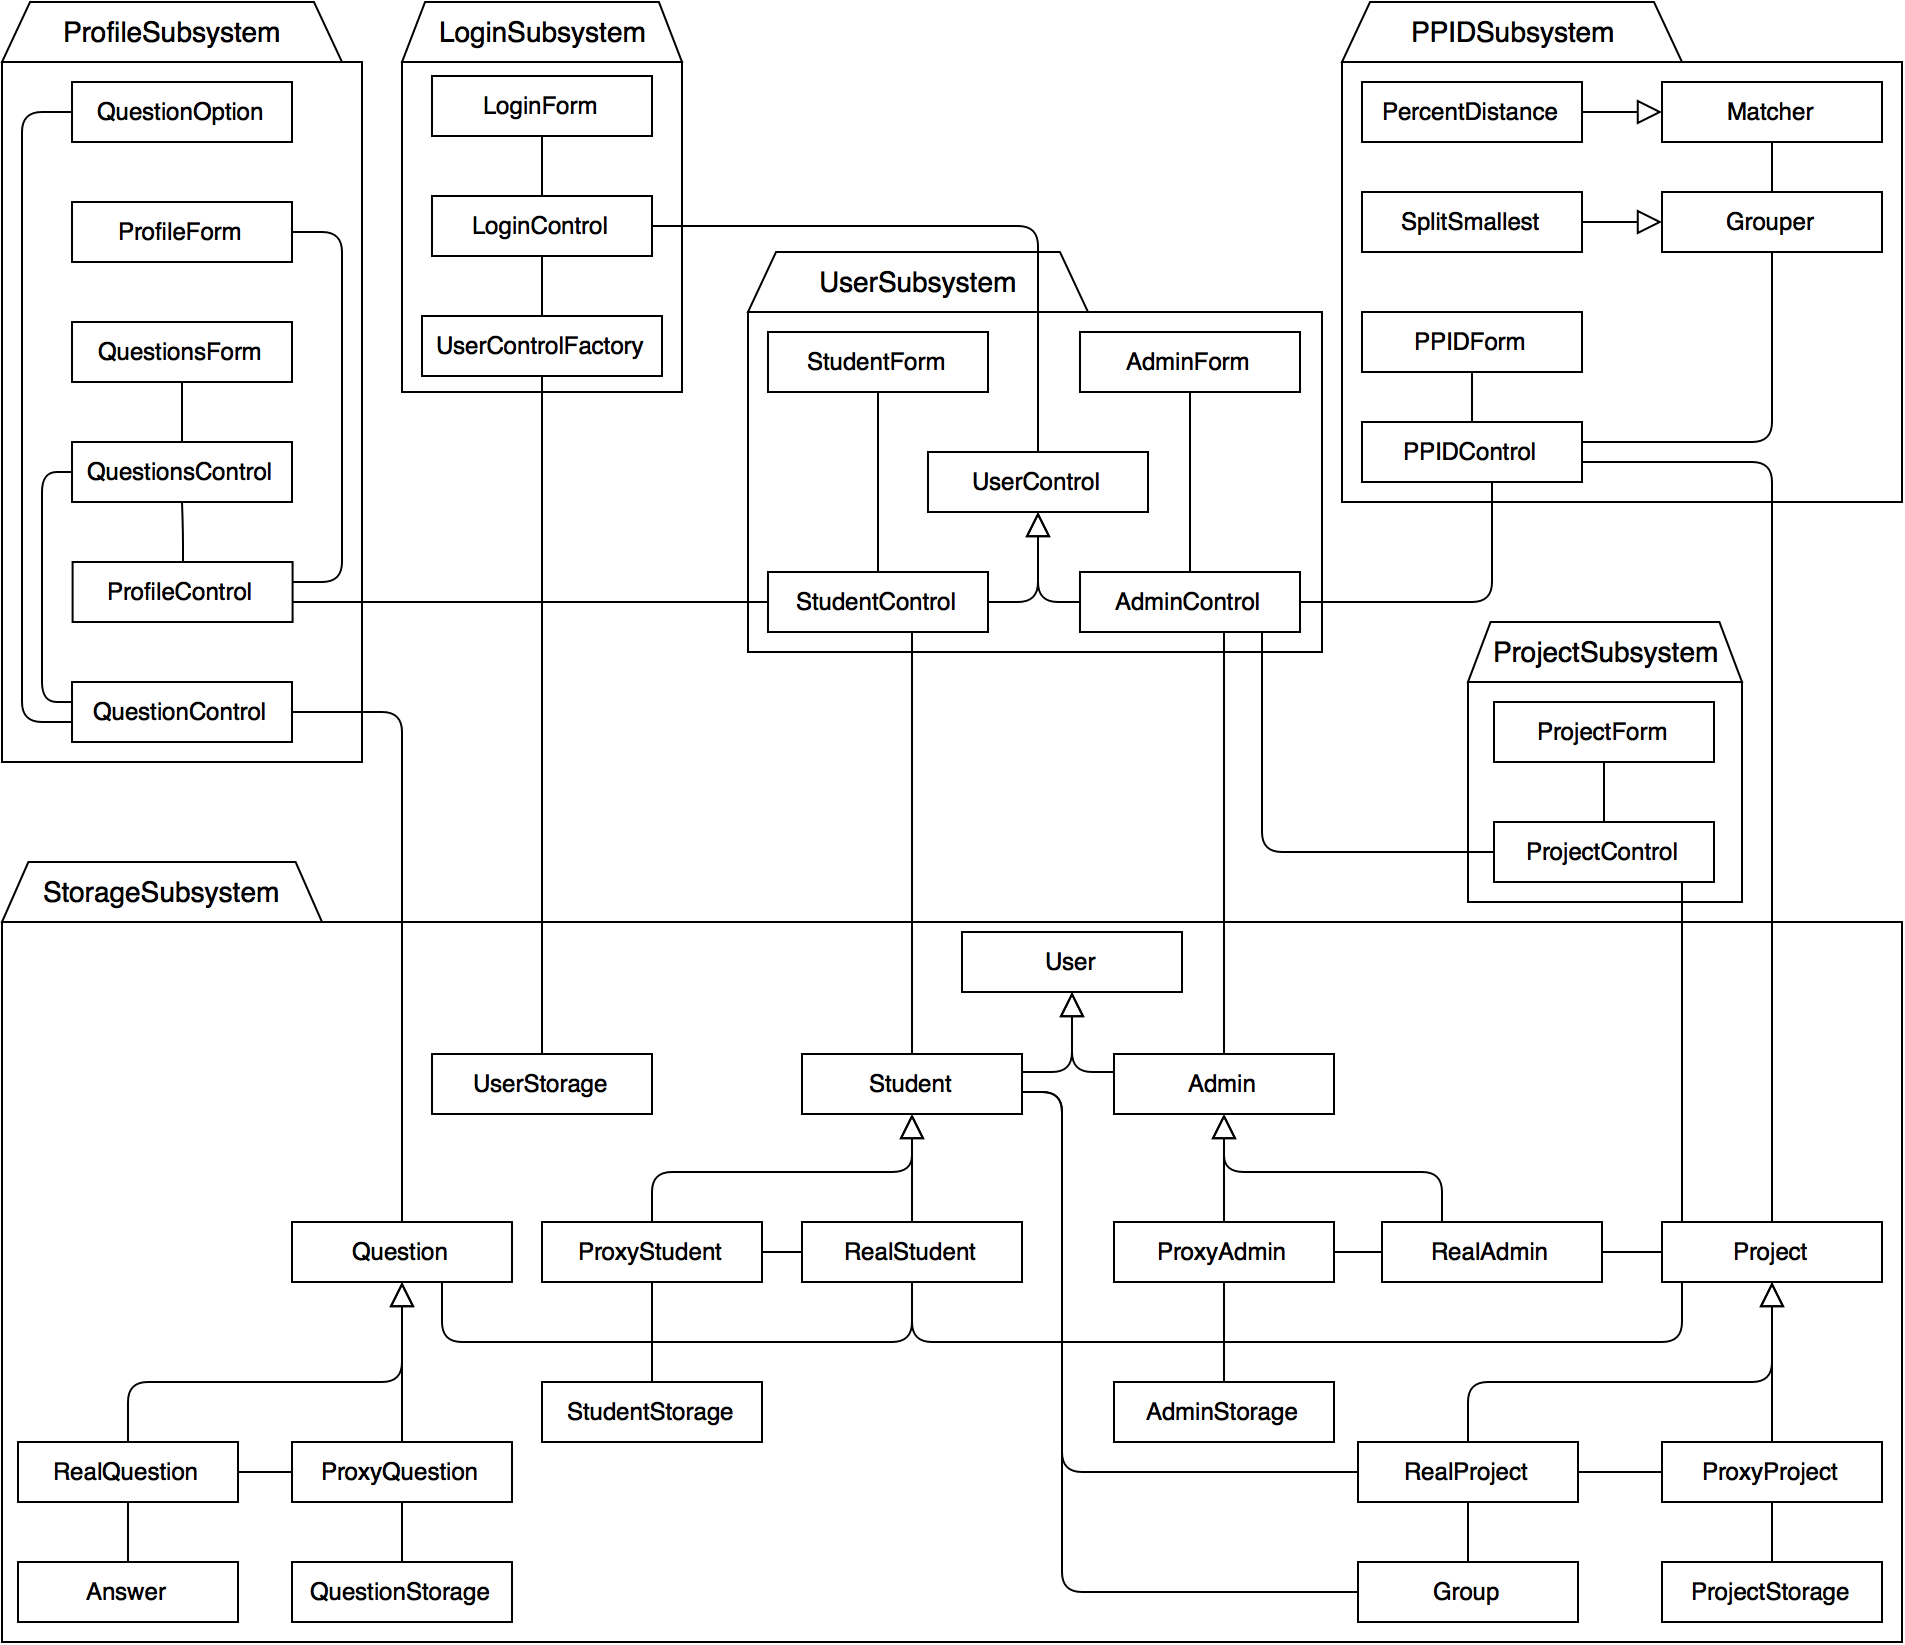 ProfileSubsystem
QuestionOption
ProfileForm
QuestionsForm
QuestionsControl
ProfileControl
QuestionControl
LoginSubsystem
LoginForm
LoginControl
UserControlFactory
UserSubsystem
StudentForm
AdminForm
UserControl
StudentControl
AdminControl
PPIDSubsystem
PercentDistance
Matcher
SplitSmallest
Grouper
PPIDForm
PPIDControl
ProjectSubsystem
ProjectForm
ProjectControl
StorageSubsystem
User
UserStorage
Student
Admin
Question
ProxyStudent
RealStudent
ProxyAdmin
RealAdmin
Project
StudentStorage
AdminStorage
RealQuestion
ProxyQuestion
RealProject
ProxyProject
Answer
QuestionStorage
Group
ProjectStorage